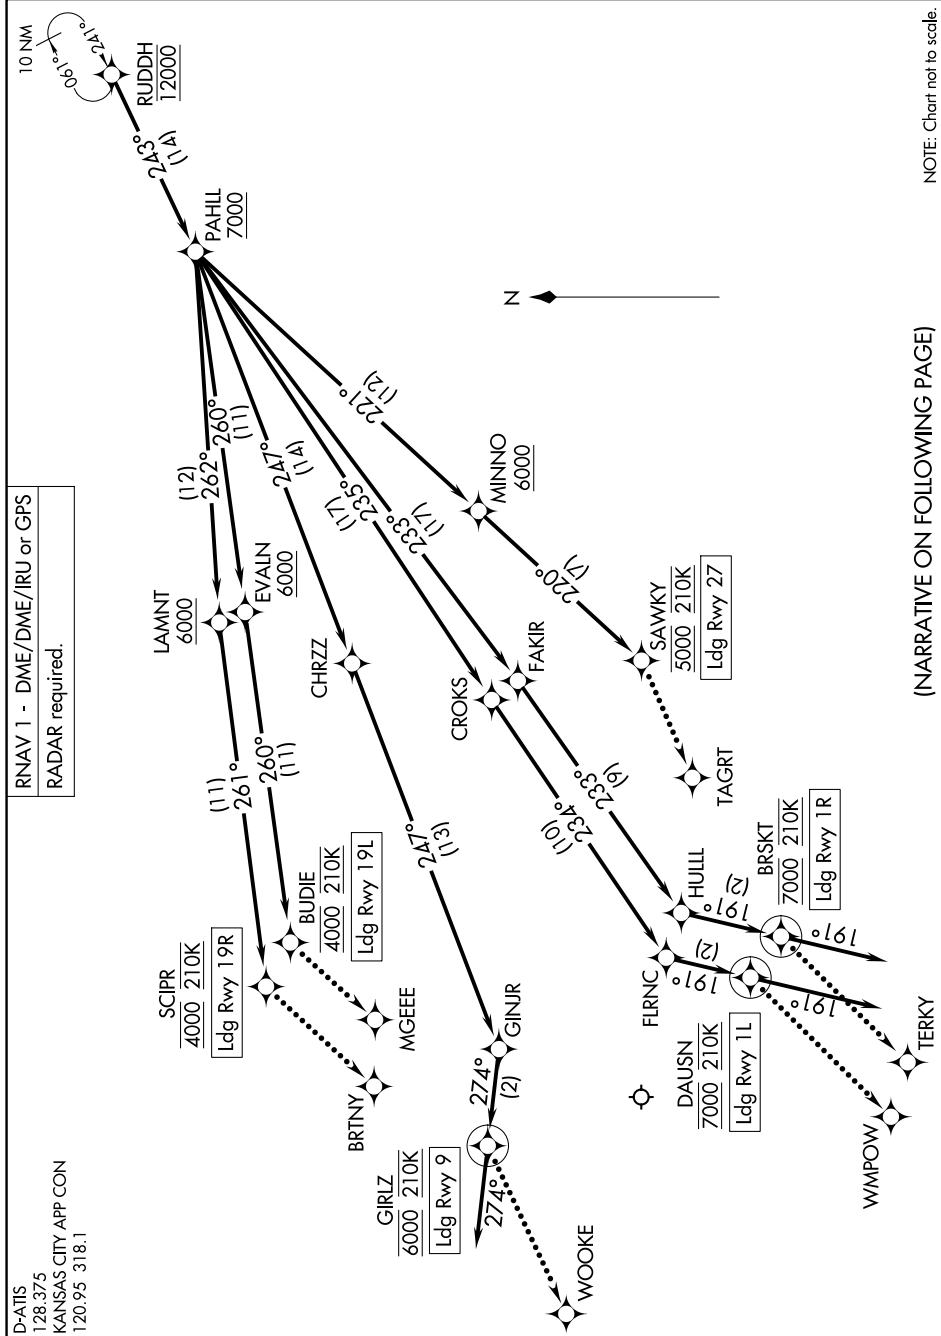 D-ATIS
128.375
KANSAS CITY APP CON
120.95 318.1
RNAV 1 - DME/DME/IRU or GPS
RADAR required.
10 NM
061°
241°
RUDDH
12000
243°
(14)
PAHLL
7000
(12)
262°
260°
(11)
LAMNT
6000
EVALN
6000
(11)
261°
260°
(11)
SCIPR
4000 210K
Ldg Rwy 19R
BUDIE
4000 210K
Ldg Rwy 19L
BRTNY
MGEEE
247°
(14)
CHRZZ
247°
(13)
GINJR
274°
(2)
GIRLZ
6000 210K
Ldg Rwy 9
274°
WOOKE
235°
(17)
233°
(17)
CROKS
FAKIR
(10)
234°
233°
(9)
FLRNC
HULLL
191°
(2)
191°
(2)
DAUSN
7000 210K
Ldg Rwy 1L
BRSKT
7000 210K
Ldg Rwy 1R
191°
191°
WMPOW
TERKY
221°
(12)
MINNO
6000
220°
(7)
SAWKY
5000 210K
Ldg Rwy 27
TAGRT
N
(NARRATIVE ON FOLLOWING PAGE)
NOTE: Chart not to scale.